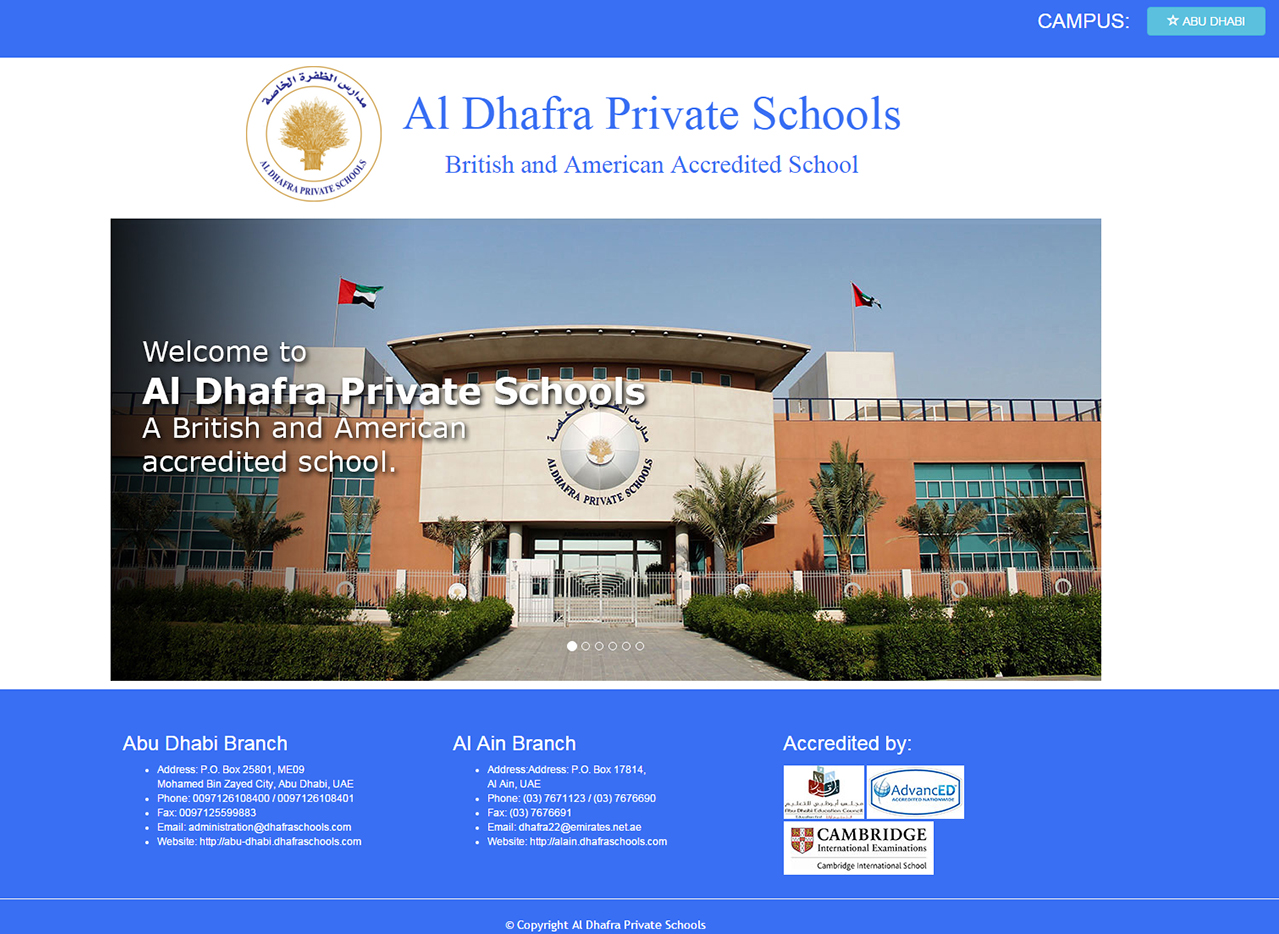 CAMPUS:
ABU DHABI
مدارس الظفرة الخاصة
AL DHAFRA PRIVATE SCHOOLS
Al Dhafra Private Schools
British and American Accredited School
Welcome to
Al Dhafra Private Schools
A British and American
accredited school.
مدارس الظفرة الخاصة
AL DHAFRA PRIVATE SCHOOLS
Abu Dhabi Branch
Address: P.O. Box 25801, ME09
Mohamed Bin Zayed City, Abu Dhabi, UAE
Phone: 0097126108400 / 0097126108401
Fax: 0097125599883
Email: administration@dhafraschools.com
Website: http://abu-dhabi.dhafraschools.com
Al Ain Branch
Address:Address: P.O. Box 17814,
Al Ain, UAE
Phone: (03) 7671123 / (03) 7676690
Fax: (03) 7676691
Email: dhafra22@emirates.net.ae
Website: http://alain.dhafraschools.com
Accredited by:
مجلس أبوظبي للتعليم
Abu Dhabi Education Council
Education First
AdvancED
ACCREDITED NATIONWIDE
CAMBRIDGE
International Examinations
Cambridge International School
© Copyright Al Dhafra Private Schools